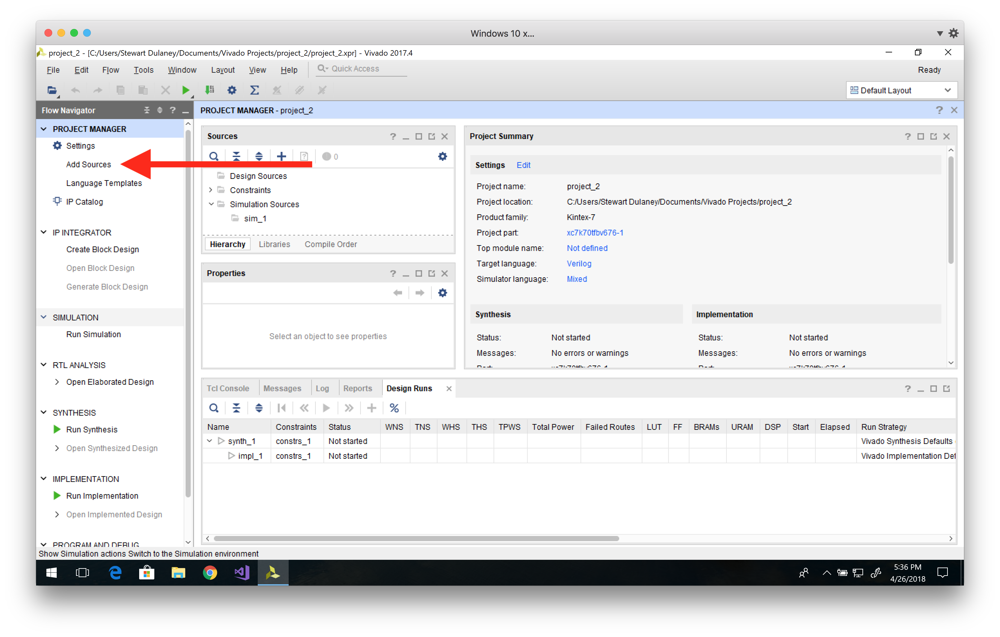 Windows 10 x...
project_2 - [C:/Users/Stewart Dulaney/Documents/Vivado Projects/project_2/project_2.xpr] - Vivado 2017.4
File Edit Flow Tools Window Layout View Help Quick Access Ready
Default Layout
Flow Navigator
PROJECT MANAGER
Settings
Add Sources
Language Templates
IP Catalog
IP INTEGRATOR
Create Block Design
Open Block Design
Generate Block Design
SIMULATION
Run Simulation
RTL ANALYSIS
Open Elaborated Design
SYNTHESIS
Run Synthesis
Open Synthesized Design
IMPLEMENTATION
Run Implementation
Open Implemented Design
PROGRAM AND DEBUG
PROJECT MANAGER - project_2
Sources
0
Design Sources
Constraints
Simulation Sources
sim_1
Hierarchy Libraries Compile Order
Properties
Select an object to see properties
Project Summary
Settings Edit
Project name: project_2
Project location: C:/Users/Stewart Dulaney/Documents/Vivado Projects/project_2
Product family: Kintex-7
Project part: xc7k70tfbv676-1
Top module name: Not defined
Target language: Verilog
Simulator language: Mixed
Synthesis Implementation
Status: Not started Status: Not started
Messages: No errors or warnings Messages: No errors or warnings
Part: xc7k70tfbv676-1 Part: xc7k70tfbv676-1
Tcl Console Messages Log Reports Design Runs
Name Constraints Status WNS TNS WHS THS TPWS Total Power Failed Routes LUT FF BRAMs URAM DSP Start Elapsed Run Strategy
synth_1 constrs_1 Not started Vivado Synthesis Defaults
impl_1 constrs_1 Not started Vivado Implementation Def
Show Simulation actions Switch to the Simulation environment
5:36 PM
4/26/2018